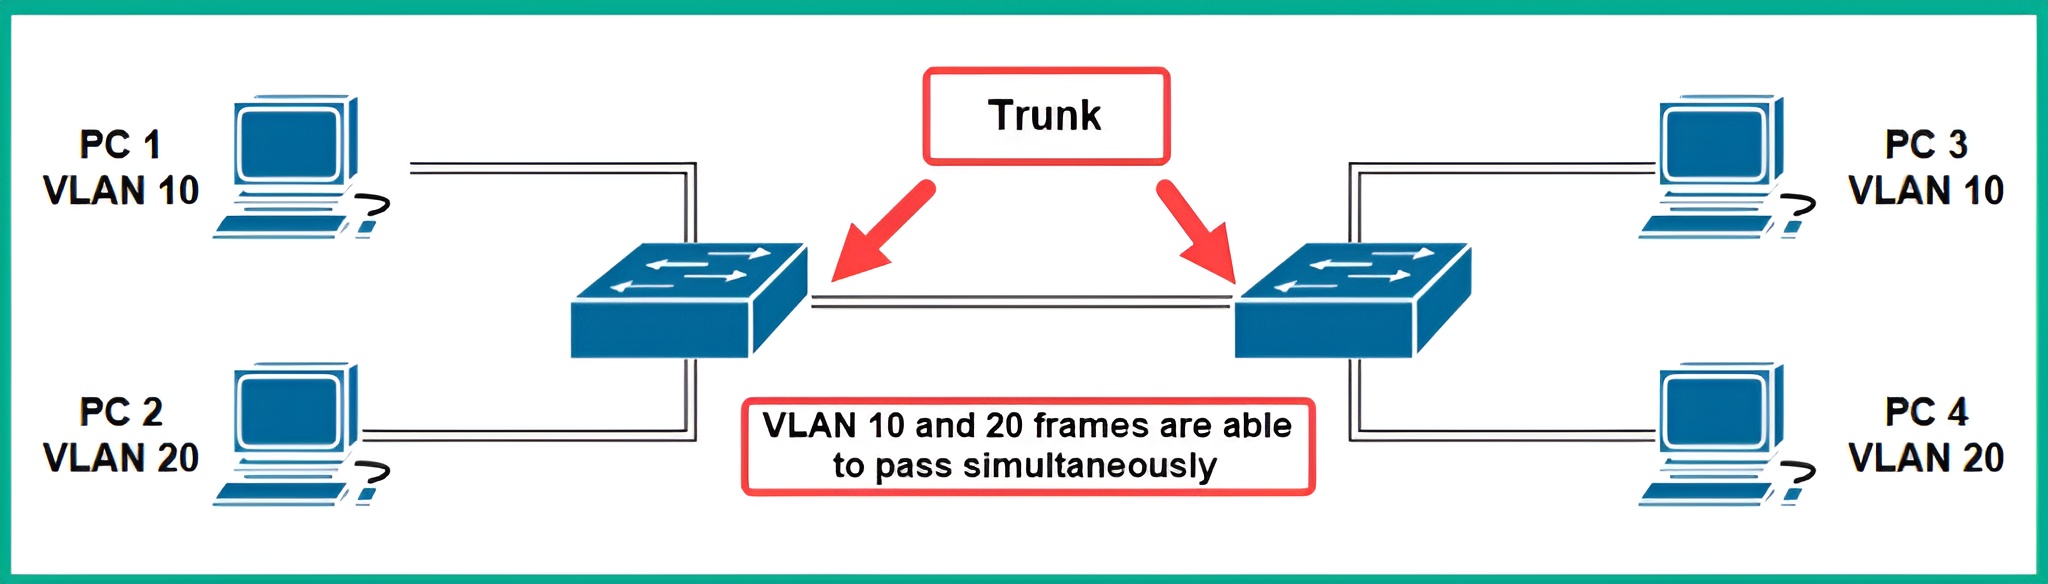 Trunk
PC 1
VLAN 10
PC 3
VLAN 10
PC 2
VLAN 20
VLAN 10 and 20 frames are able
to pass simultaneously
PC 4
VLAN 20